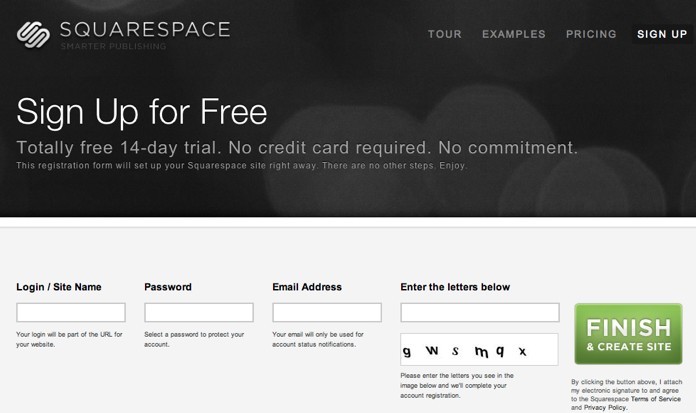 SQUARESPACE
SMARTER PUBLISHING
TOUR EXAMPLES PRICING SIGN UP
Sign Up for Free
Totally free 14-day trial. No credit card required. No commitment.
This registration form will set up your Squarespace site right away. There are no other steps. Enjoy.
Login / Site Name
Your login will be part of the URL for
your website.
Password
Select a password to protect your
account.
Email Address
Your email will only be used for
account status notifications.
Enter the letters below
g w s m q x
Please enter the letters you see in the
image below and we'll complete your
account registration.
FINISH
& CREATE SITE
By clicking the button above, I attach
my electronic signature to and agree
to the Squarespace Terms of Service
and Privacy Policy.